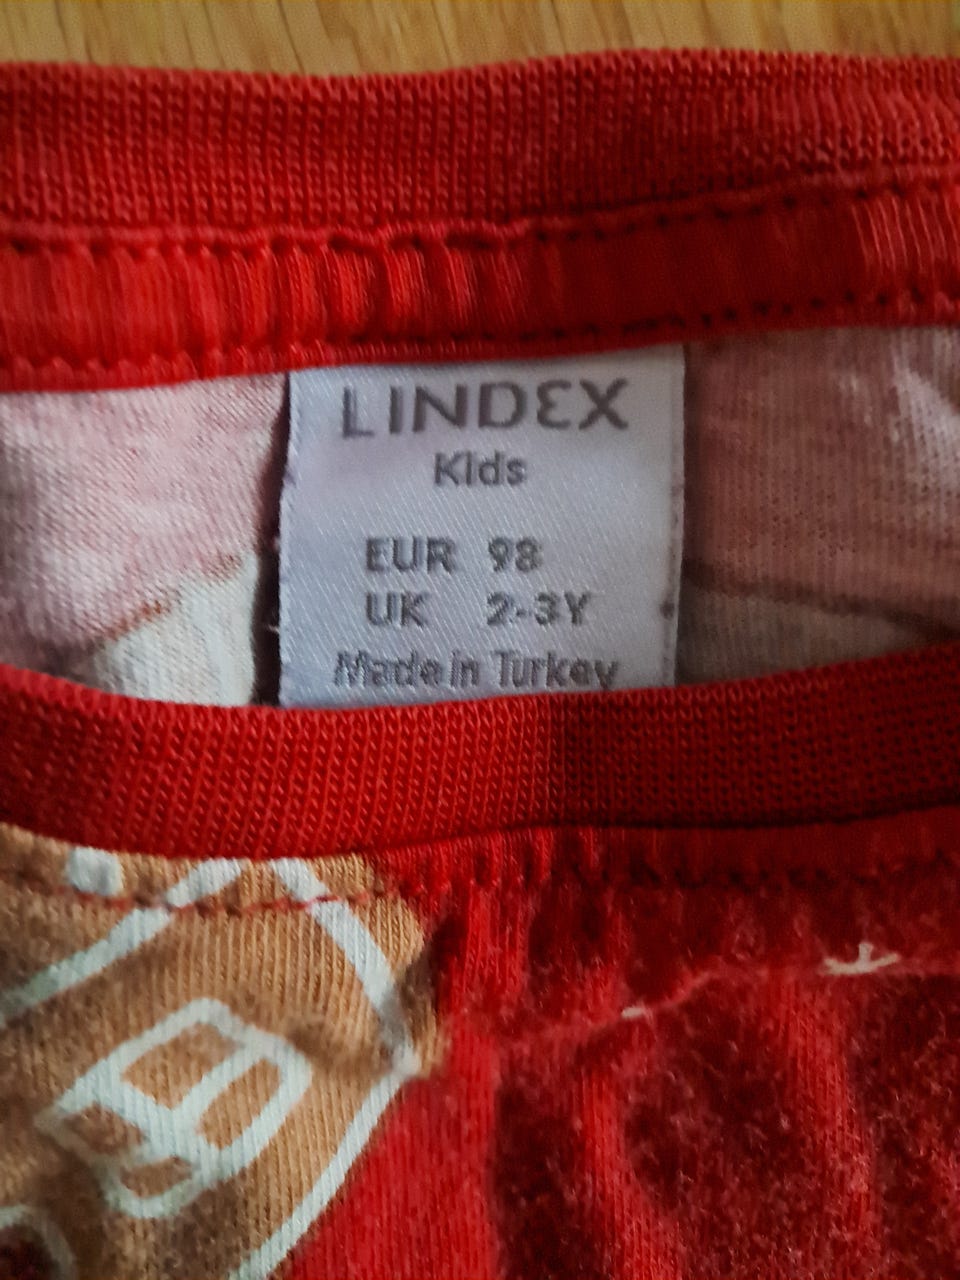 LINDEX
Kids
EUR 98
UK 2-3Y
Made in Turkey